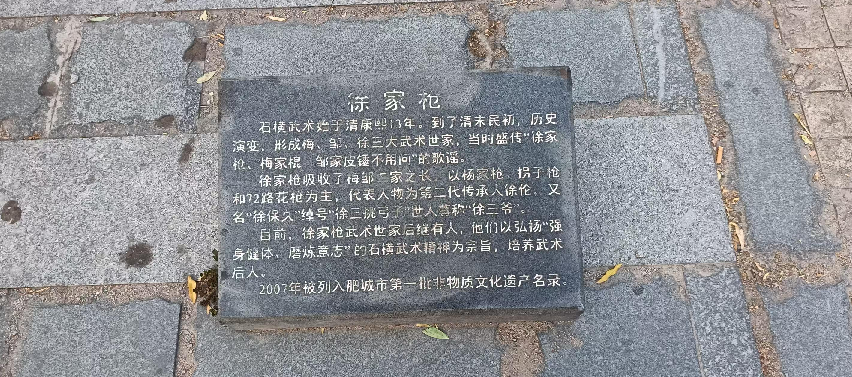 徐家枪
石横武术始于清康熙13年。到了清末民初，历史
演变，形成梅、邹、徐三大武术世家，当时盛传“徐家
枪、梅家棍，邹家皮锤不用问”的歌谣。
徐家枪吸收了梅邹二家之长，以杨家枪、拐子枪
和72路花枪为主，代表人物为第二代传承人徐伦、又
名“徐保久”绰号“徐三挑弓子”世人尊称“徐三爷”。
目前，徐家枪武术世家后继有人，他们以弘扬“强
身健体、磨炼意志”的石横武术精神为宗旨，培养武术
后人。
2007年被列入肥城市第一批非物质文化遗产名录。